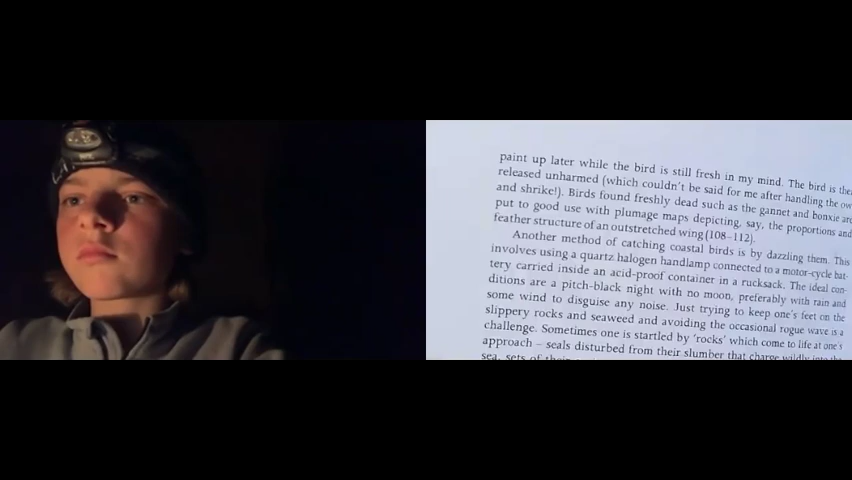 paint up later while the bird is still fresh in my mind. The bird is then
released unharmed (which couldn't be said for me after handling the owl
and shrike!). Birds found freshly dead such as the gannet and bonxie are
put to good use with plumage maps depicting, say, the proportions and
feather structure of an outstretched wing (108–112).
Another method of catching coastal birds is by dazzling them. This
involves using a quartz halogen handlamp connected to a motor-cycle bat-
tery carried inside an acid-proof container in a rucksack. The ideal con-
ditions are a pitch-black night with no moon, preferably with rain and
some wind to disguise any noise. Just trying to keep one's feet on the
slippery rocks and seaweed and avoiding the occasional rogue wave is a
challenge. Sometimes one is startled by 'rocks' which come to life at one's
approach – seals disturbed from their slumber that charge wildly into the
sea, sets of their